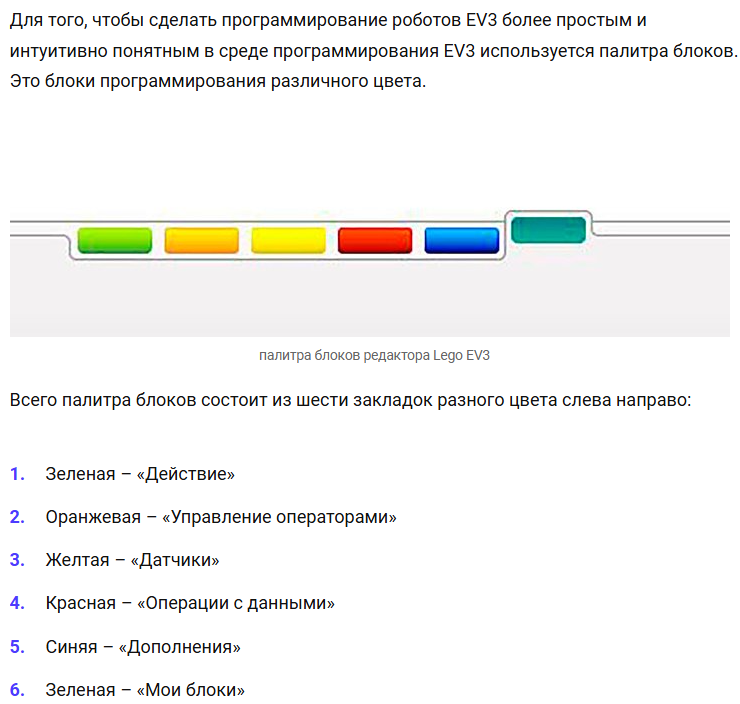 Для того, чтобы сделать программирование роботов EV3 более простым и
интуитивно понятным в среде программирования EV3 используется палитра блоков.
Это блоки программирования различного цвета.
палитра блоков редактора Lego EV3
Всего палитра блоков состоит из шести закладок разного цвета слева направо:
1. Зеленая – «Действие»
2. Оранжевая – «Управление операторами»
3. Желтая – «Датчики»
4. Красная – «Операции с данными»
5. Синяя – «Дополнения»
6. Зеленая – «Мои блоки»